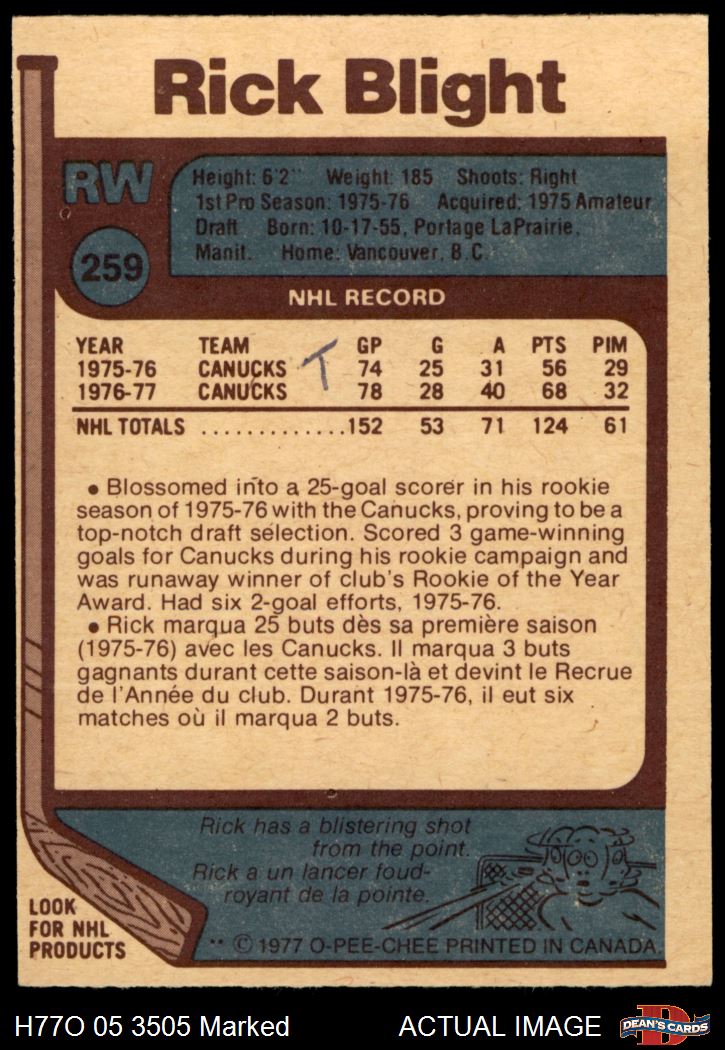 Rick Blight
RW
259
Height: 6'2" Weight: 185 Shoots: Right
1st Pro Season: 1975-76 Acquired: 1975 Amateur
Draft Born: 10-17-55, Portage LaPrairie,
Manit. Home: Vancouver, B.C.
NHL RECORD
YEAR TEAM GP G A PTS PIM
1975-76 CANUCKS T 74 25 31 56 29
1976-77 CANUCKS 78 28 40 68 32
NHL TOTALS .............152 53 71 124 61
• Blossomed into a 25-goal scorer in his rookie
season of 1975-76 with the Canucks, proving to be a
top-notch draft selection. Scored 3 game-winning
goals for Canucks during his rookie campaign and
was runaway winner of club's Rookie of the Year
Award. Had six 2-goal efforts, 1975-76.
• Rick marqua 25 buts dès sa première saison
(1975-76) avec les Canucks. Il marqua 3 buts
gagnants durant cette saison-là et devint le Recrue
de l'Année du club. Durant 1975-76, il eut six
matches où il marqua 2 buts.
Rick has a blistering shot
from the point.
Rick a un lancer foud-
royant de la pointe.
LOOK
FOR NHL
PRODUCTS
** © 1977 O-PEE-CHEE PRINTED IN CANADA.
H77O 05 3505 Marked ACTUAL IMAGE
D
DEAN'S CARDS